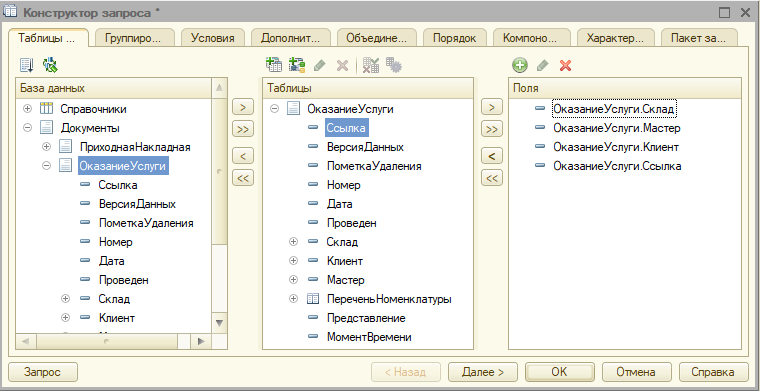 Конструктор запроса *
Таблицы ...
Группиро...
Условия
Дополнит...
Объедине...
Порядок
Компоно...
Характер...
Пакет за...
База данных
Справочники
Документы
ПриходнаяНакладная
ОказаниеУслуги
Ссылка
ВерсияДанных
ПометкаУдаления
Номер
Дата
Проведен
Склад
Клиент
>
>>
<
<<
Таблицы
ОказаниеУслуги
Ссылка
ВерсияДанных
ПометкаУдаления
Номер
Дата
Проведен
Склад
Клиент
Мастер
ПереченьНоменклатуры
Представление
МоментВремени
>
>>
<
<<
Поля
ОказаниеУслуги.Склад
ОказаниеУслуги.Мастер
ОказаниеУслуги.Клиент
ОказаниеУслуги.Ссылка
Запрос
< Назад
Далее >
OK
Отмена
Справка